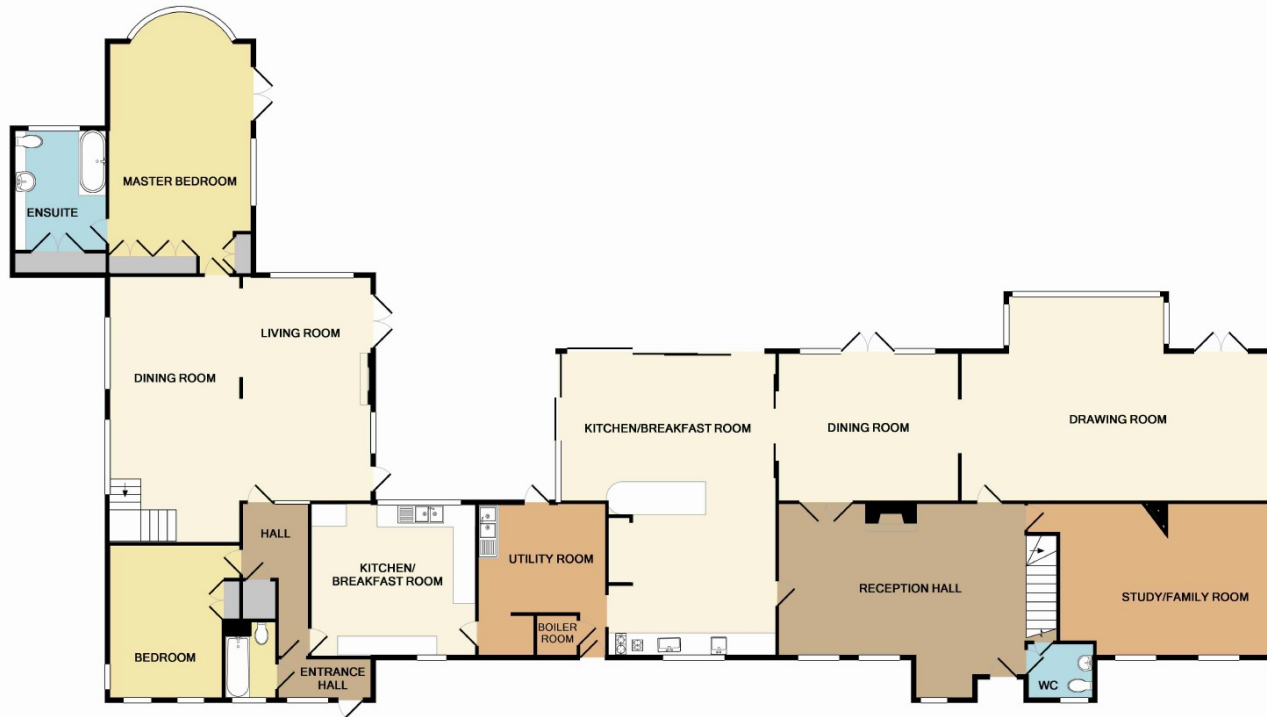 MASTER BEDROOM
ENSUITE
LIVING ROOM
DINING ROOM
HALL
KITCHEN/
BREAKFAST ROOM
BEDROOM
ENTRANCE
HALL
UTILITY ROOM
BOILER
ROOM
KITCHEN/BREAKFAST ROOM
DINING ROOM
DRAWING ROOM
RECEPTION HALL
STUDY/FAMILY ROOM
WC